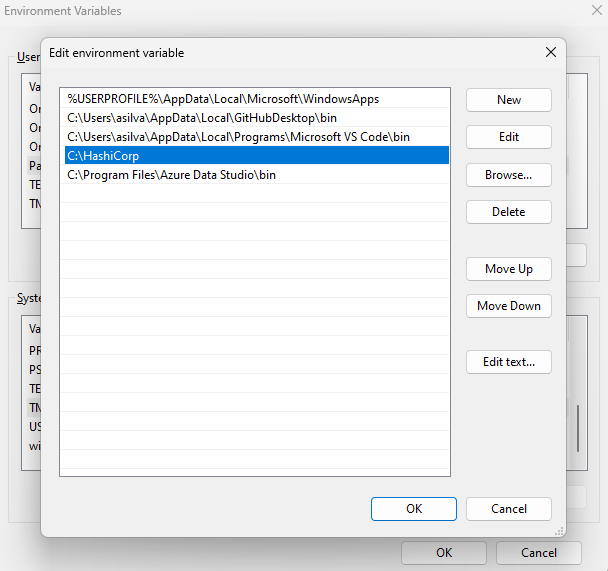 Environment Variables
Edit environment variable
User
Va
%USERPROFILE%\AppData\Local\Microsoft\WindowsApps
New
On
C:\Users\asilva\AppData\Local\GitHubDesktop\bin
On
C:\Users\asilva\AppData\Local\Programs\Microsoft VS Code\bin
Edit
On
C:\HashiCorp
Pa
C:\Program Files\Azure Data Studio\bin
Browse...
TE
TM
Delete
Move Up
Syste
Move Down
Va
PR
Edit text...
PS
TE
TM
US
wi
OK
Cancel
OK
Cancel